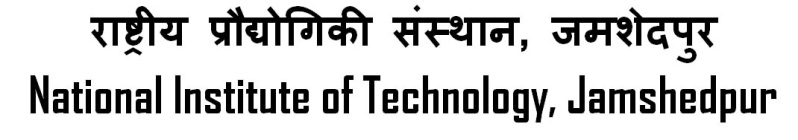 राष्ट्रीय प्रौद्योगिकी संस्थान, जमशेदपुर
National Institute of Technology, Jamshedpur